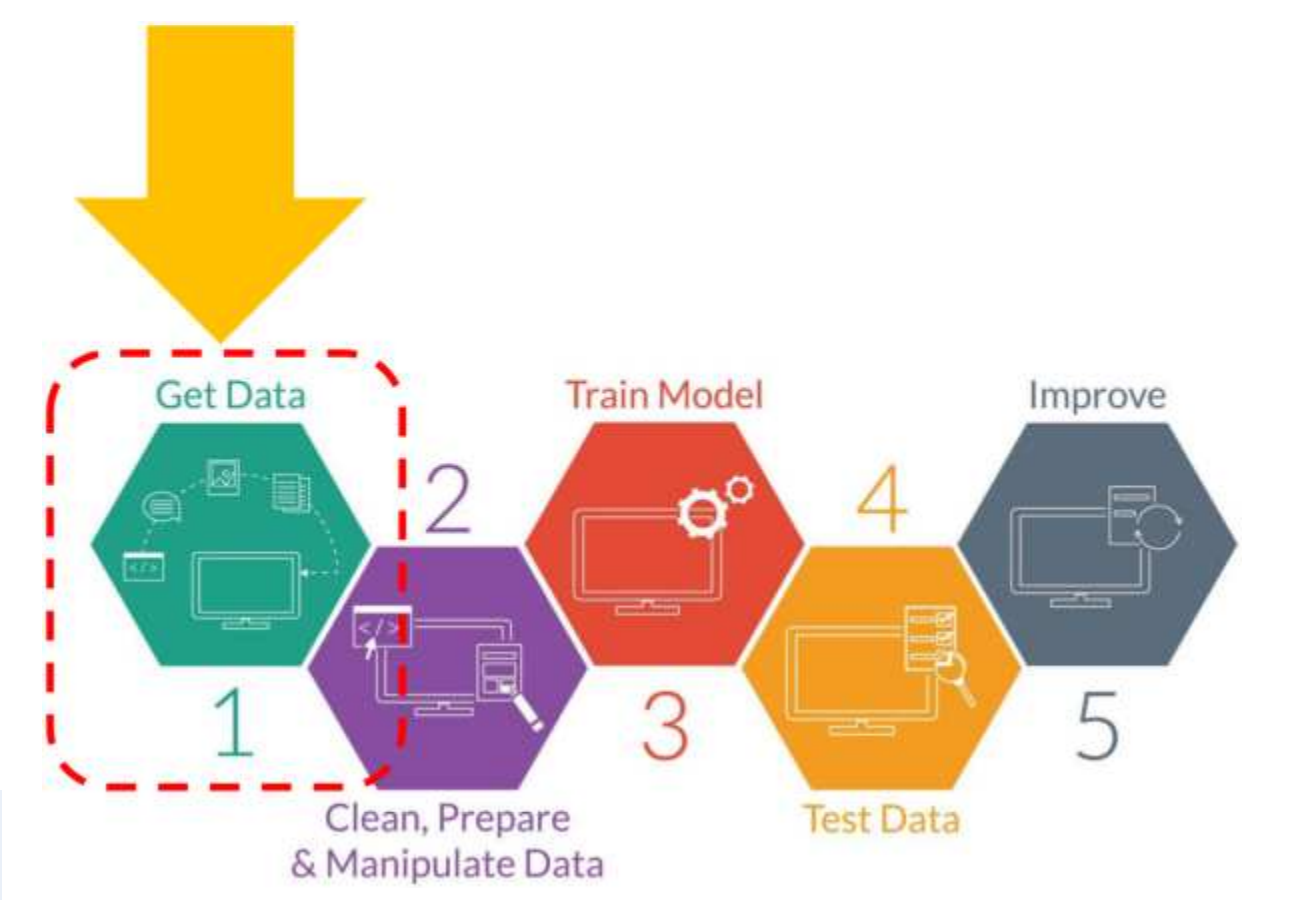 Get Data
1
2
Clean, Prepare
& Manipulate Data
Train Model
3
4
Test Data
Improve
5
</>
</>